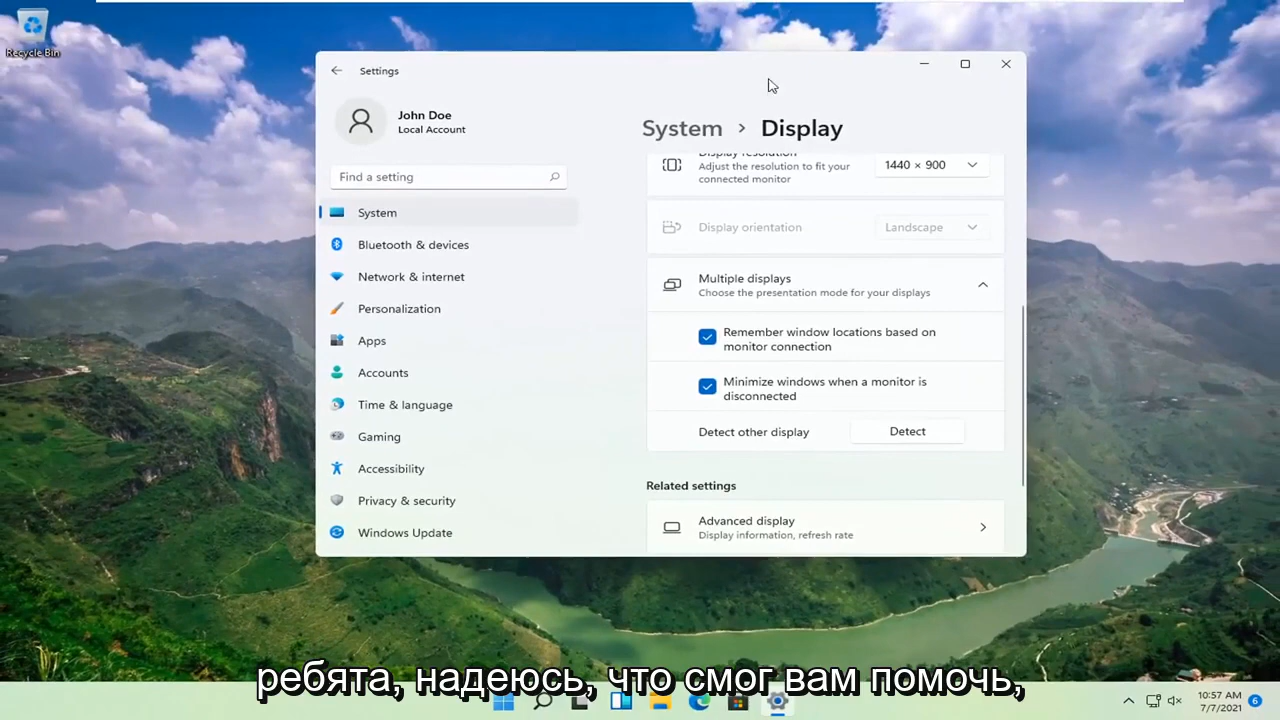 Recycle Bin
Settings
John Doe
Local Account
Find a setting
System
Bluetooth & devices
Network & internet
Personalization
Apps
Accounts
Time & language
Gaming
Accessibility
Privacy & security
Windows Update
System > Display
Display resolution
Adjust the resolution to fit your
connected monitor
1440 × 900
Display orientation
Landscape
Multiple displays
Choose the presentation mode for your displays
Remember window locations based on
monitor connection
Minimize windows when a monitor is
disconnected
Detect other display
Detect
Related settings
Advanced display
Display information, refresh rate
ребята, надеюсь, что смог вам помочь,
10:57 AM
7/7/2021
6